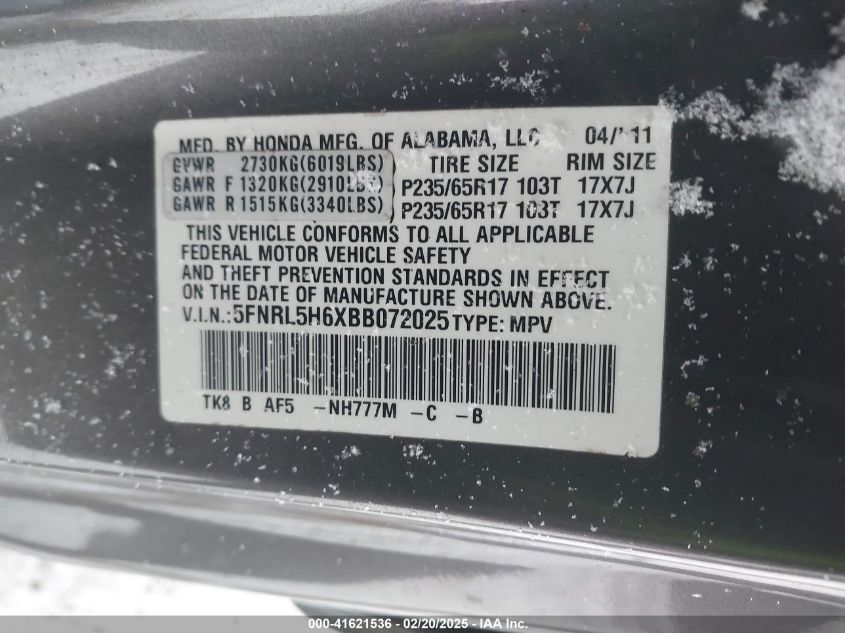 MFD. BY HONDA MFG. OF ALABAMA, LLC 04/'11
GVWR 2730KG(6019LBS) TIRE SIZE RIM SIZE
GAWR F 1320KG(2910LBS) P235/65R17 103T 17X7J
GAWR R 1515KG(3340LBS) P235/65R17 103T 17X7J
THIS VEHICLE CONFORMS TO ALL APPLICABLE
FEDERAL MOTOR VEHICLE SAFETY
AND THEFT PREVENTION STANDARDS IN EFFECT
ON THE DATE OF MANUFACTURE SHOWN ABOVE.
V.I.N.:5FNRL5H6XBB072025 TYPE: MPV
TK8 B AF5 -NH777M -C -B
000-41621536 - 02/20/2025 - IAA Inc.